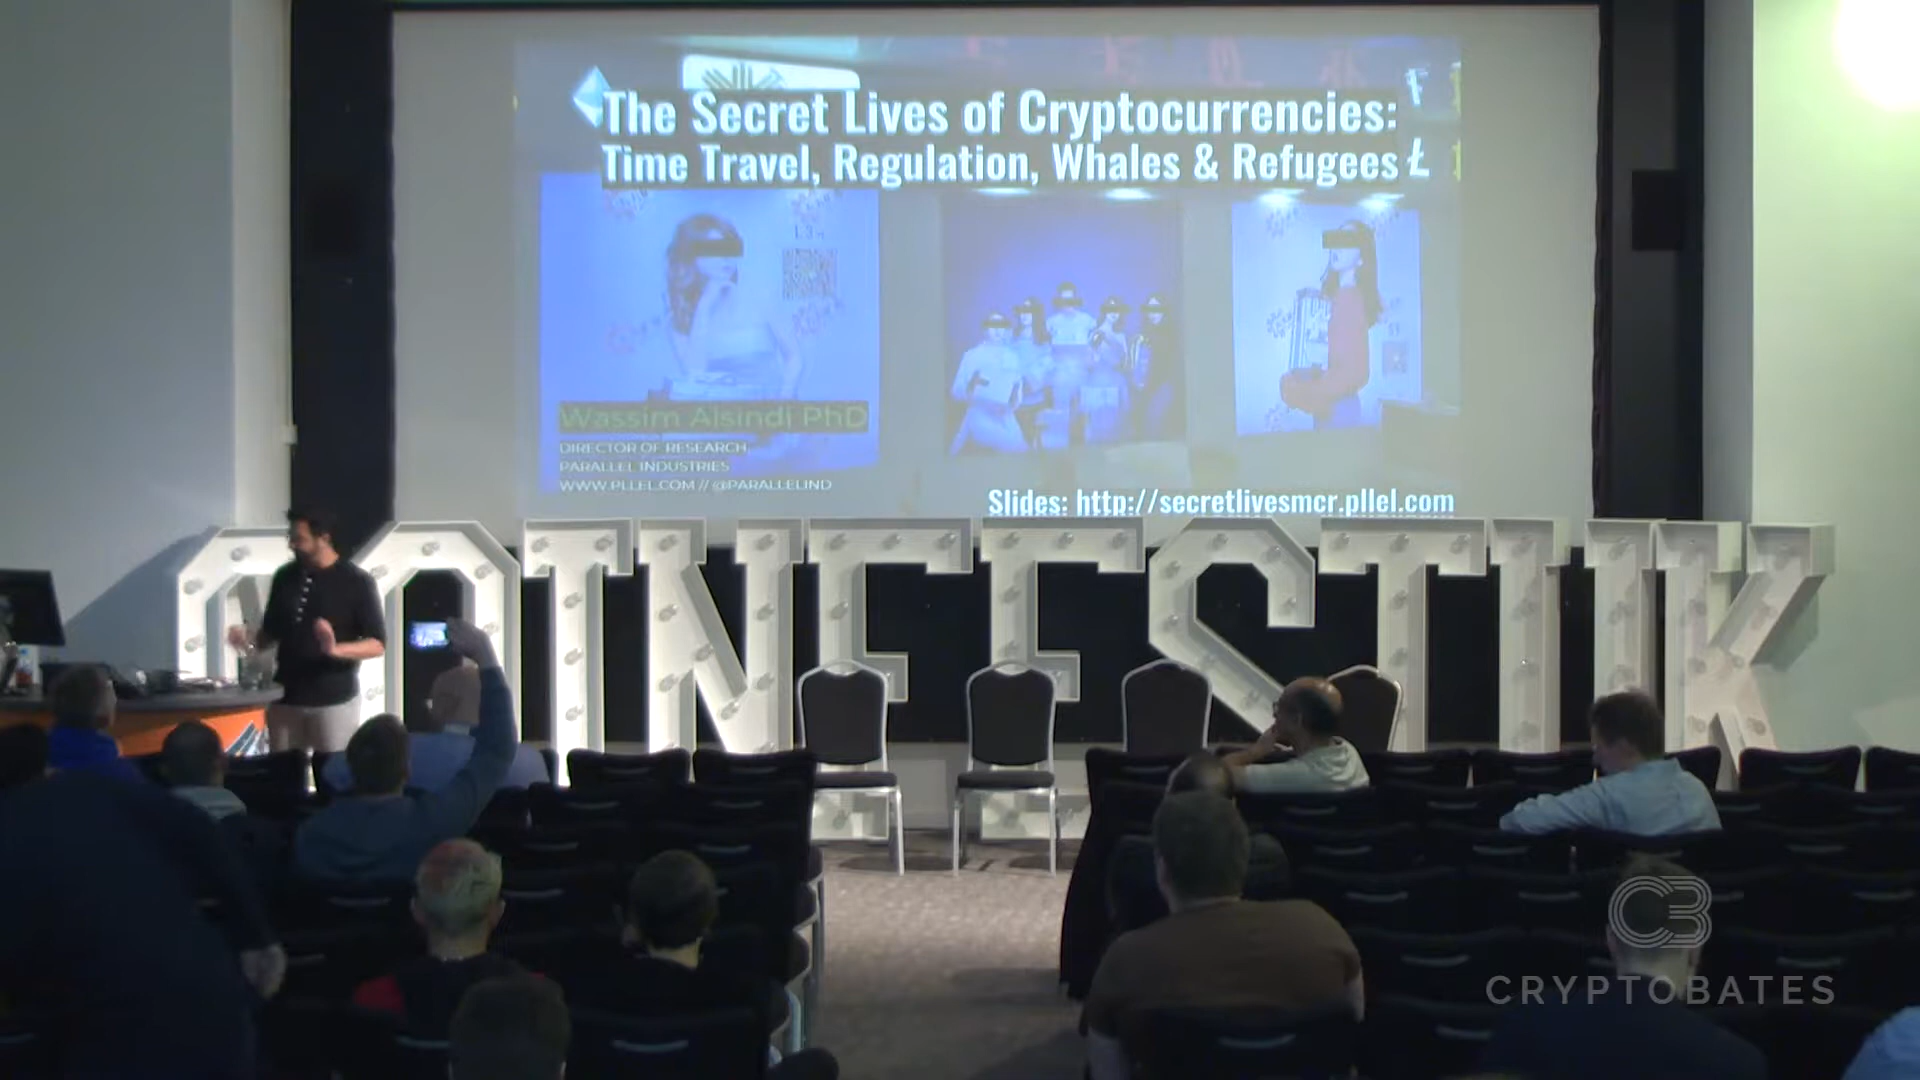 The Secret Lives of Cryptocurrencies:
Time Travel, Regulation, Whales & Refugees
Wassim Alsindi PhD
DIRECTOR OF RESEARCH,
PARALLEL INDUSTRIES
WWW.PLLEL.COM // @PARALLELIND
Slides: http://secretlivesmcr.pllel.com
COINFESTUK
CB
CRYPTOBATES